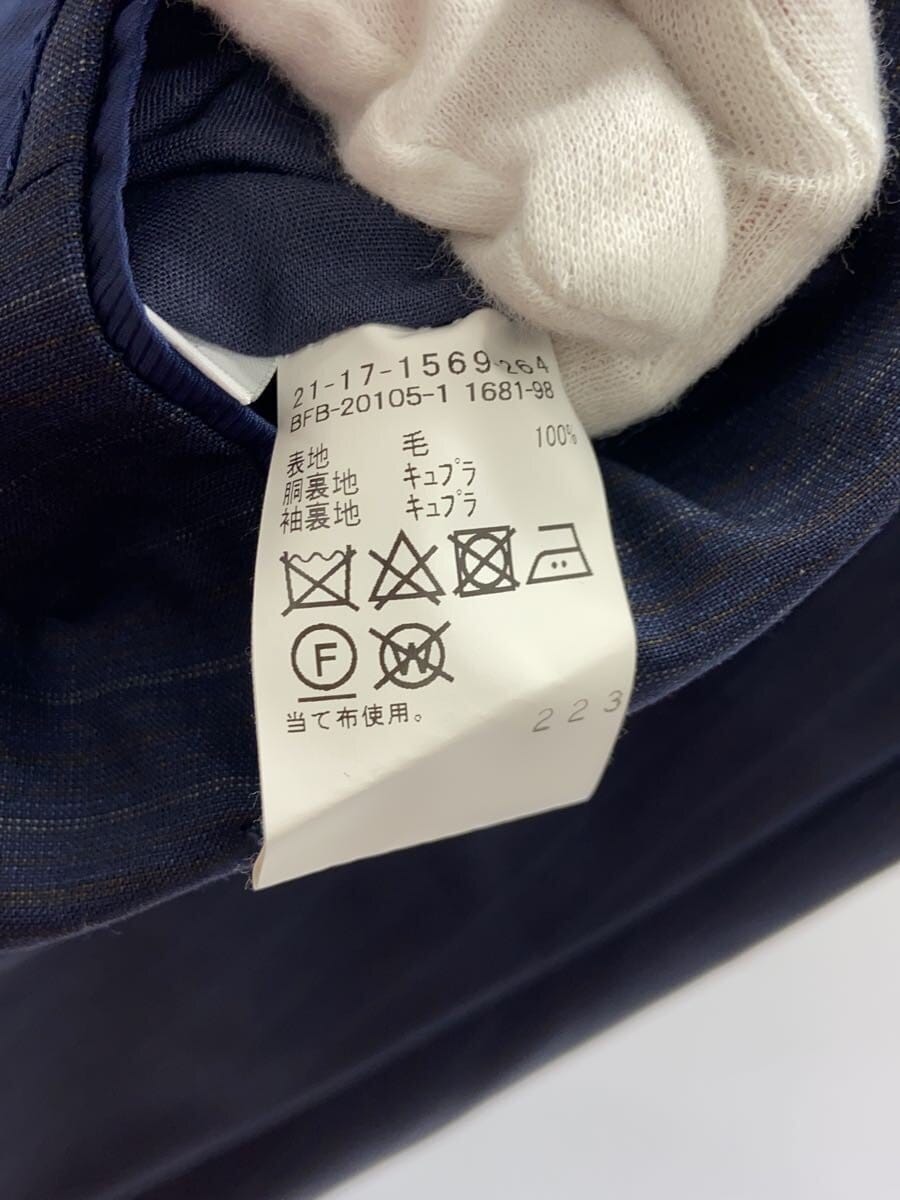 21-17-1569-264
BFB-20105-1 1681-98
表地 毛 100%
胴裏地 キュプラ
袖裏地 キュプラ
F W
当て布使用。
223